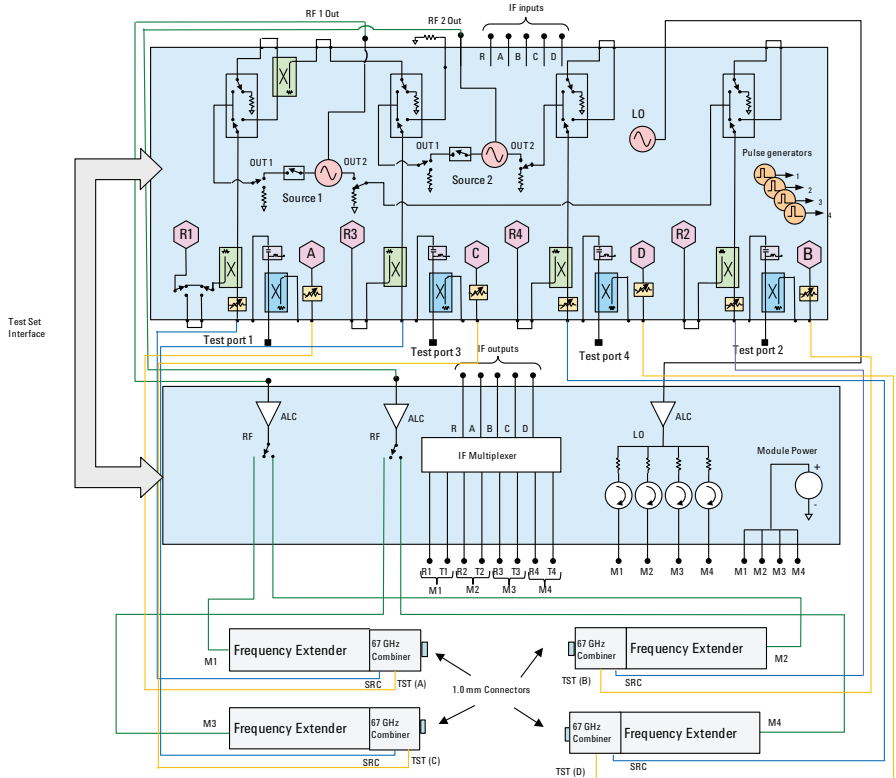 RF 1 Out
RF 2 Out
IF inputs
R A B C D
LO
OUT 1
OUT 2
Source 1
OUT 1
OUT 2
Source 2
Pulse generators
1
2
3
4
R1
A
R3
C
R4
D
R2
B
Test Set
Interface
Test port 1
Test port 3
Test port 4
Test port 2
IF outputs
ALC
RF
ALC
RF
R A B C D
IF Multiplexer
ALC
LO
Module Power
+
-
R1 T1 R2 T2 R3 T3 R4 T4
M1 M2 M3 M4
M1 M2 M3 M4
M1 M2 M3 M4
M1
Frequency Extender
67 GHz
Combiner
SRC
TST (A)
67 GHz
Combiner
Frequency Extender
M2
TST (B)
SRC
1.0 mm Connectors
M3
Frequency Extender
67 GHz
Combiner
SRC
TST (C)
67 GHz
Combiner
Frequency Extender
M4
TST (D)
SRC